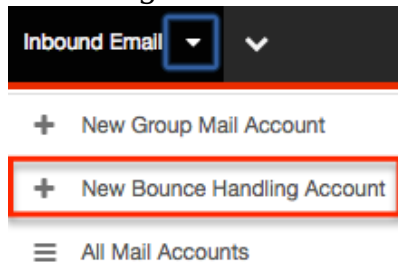 Inbound Email
New Group Mail Account
New Bounce Handling Account
All Mail Accounts